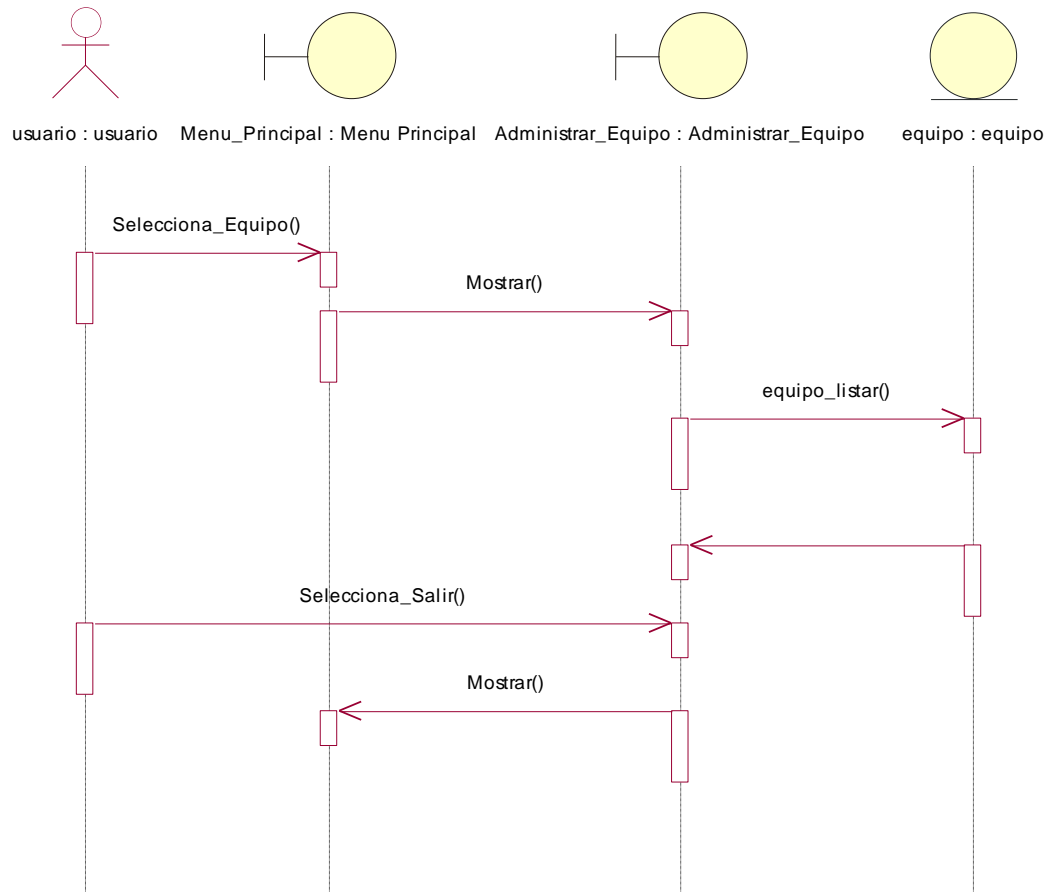 usuario : usuario
Menu_Principal : Menu Principal
Administrar_Equipo : Administrar_Equipo
equipo : equipo
Selecciona_Equipo()
Mostrar()
equipo_listar()
Selecciona_Salir()
Mostrar()